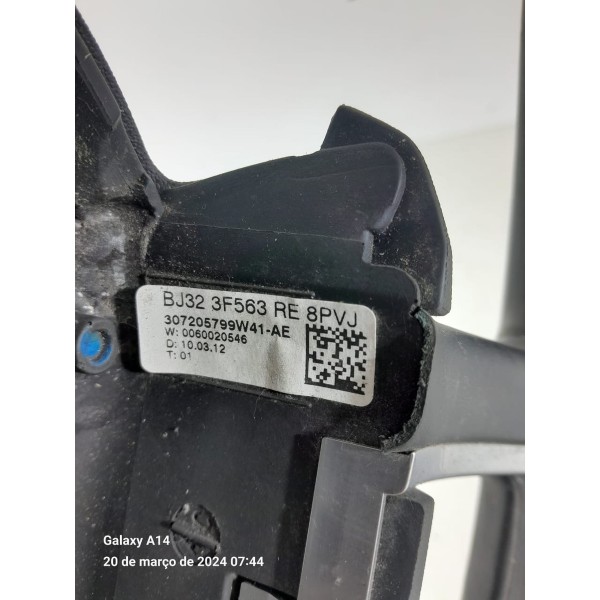 BJ32 3F563 RE 8PVJ
307205799W41-AE
W: 0060020546
D: 10.03.12
T: 01
Galaxy A14
20 de março de 2024 07:44